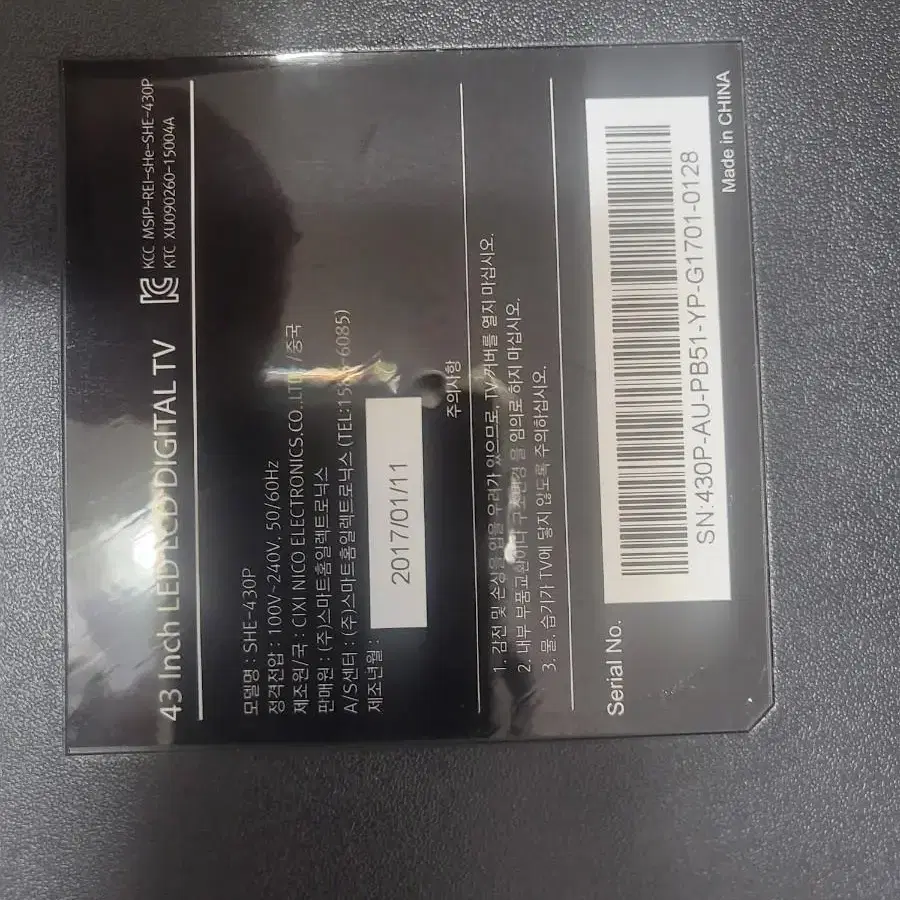 43 Inch LED LCD DIGITAL TV
KCC MSIP-REI-sHe-SHE-430P
KTC XU090260-15004A
모델명 : SHE-430P
정격전압 : 100V-240V, 50/60Hz
제조원/국 : CIXI NICO ELECTRONICS.CO.,LTD /중국
판매원 : (주)스마트홈일렉트로닉스
A/S센터 : (주)스마트홈일렉트로닉스 (TEL:15 -6085)
제조년월 :
2017/01/11
주의사항
1. 감전 및 손상을 입을 우려가 있으므로, TV커버를 열지 마십시오.
2. 내부 부품교환이나 구조변경을 임의로 하지 마십시오.
3. 물, 습기가 TV에 닿지 않도록 주의하십시오.
Serial No.
SN:430P-AU-PB51-YP-G1701-0128
Made in CHINA